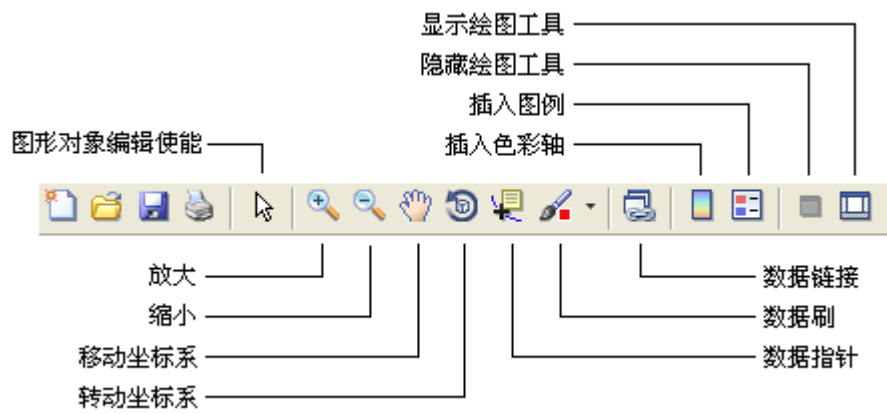 显示绘图工具
隐藏绘图工具
插入图例
图形对象编辑使能
插入色彩轴
放大
数据链接
缩小
数据刷
移动坐标系
数据指针
转动坐标系